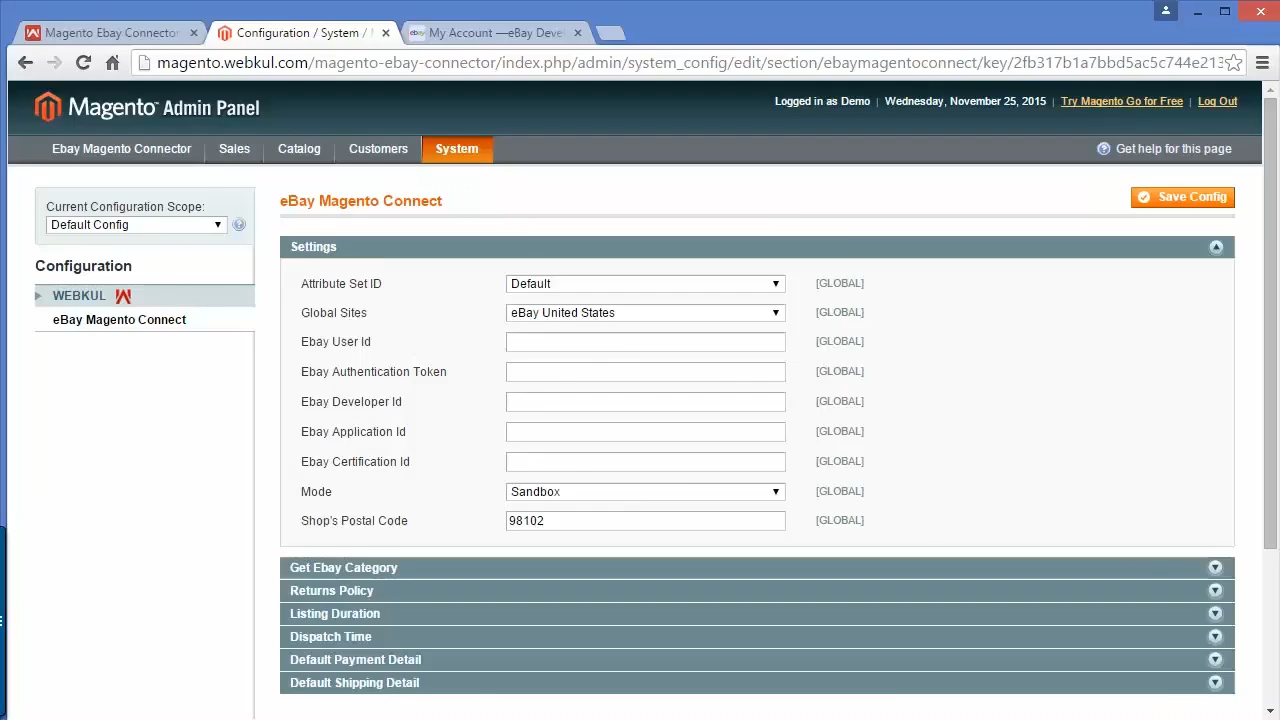 Magento Ebay Connector
Configuration / System /
My Account —eBay Deve
magento.webkul.com/magento-ebay-connector/index.php/admin/system_config/edit/section/ebaymagentoconnect/key/2fb317b1a7bbd5ac5c744e213
Magento Admin Panel
Logged in as Demo | Wednesday, November 25, 2015 | Try Magento Go for Free | Log Out
Ebay Magento Connector Sales Catalog Customers System Get help for this page
Current Configuration Scope:
Default Config
Configuration
WEBKUL
eBay Magento Connect
eBay Magento Connect
Save Config
Settings
Attribute Set ID Default [GLOBAL]
Global Sites eBay United States [GLOBAL]
Ebay User Id [GLOBAL]
Ebay Authentication Token [GLOBAL]
Ebay Developer Id [GLOBAL]
Ebay Application Id [GLOBAL]
Ebay Certification Id [GLOBAL]
Mode Sandbox [GLOBAL]
Shop's Postal Code 98102 [GLOBAL]
Get Ebay Category
Returns Policy
Listing Duration
Dispatch Time
Default Payment Detail
Default Shipping Detail